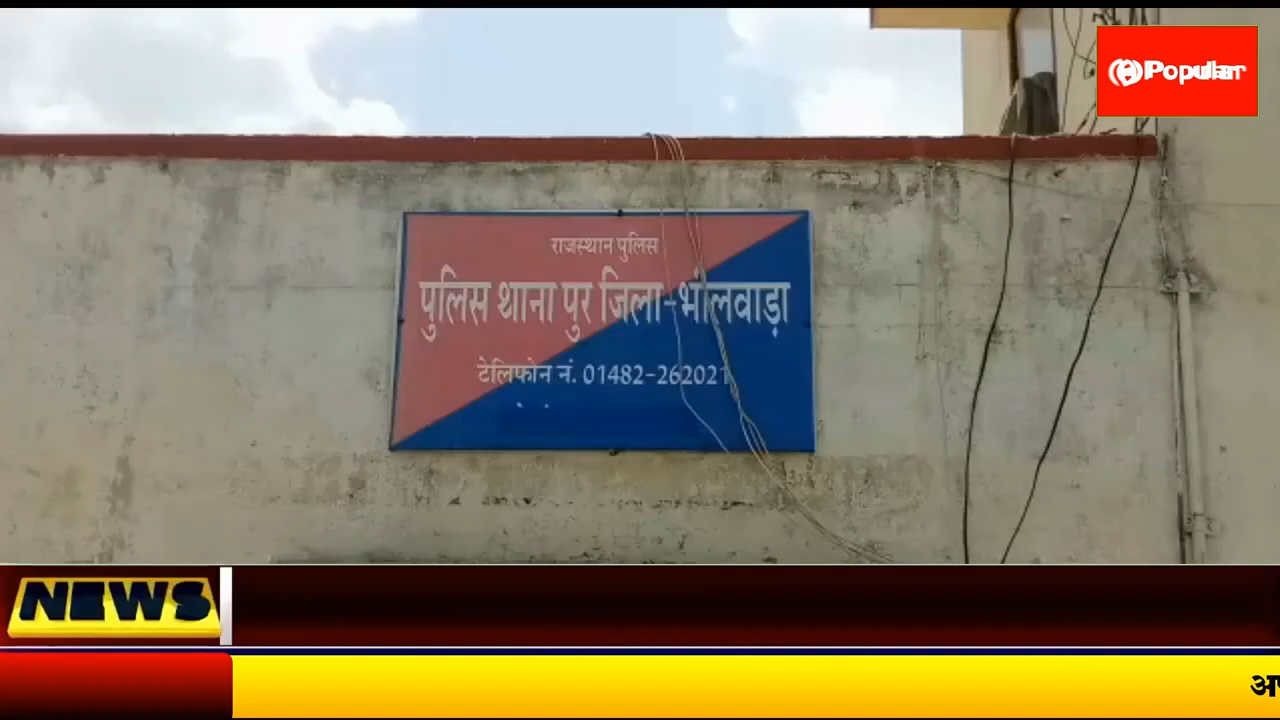 Popular
राजस्थान पुलिस
पुलिस थाना पुर जिला-भीलवाड़ा
टेलिफोन नं. 01482-262021
NEWS